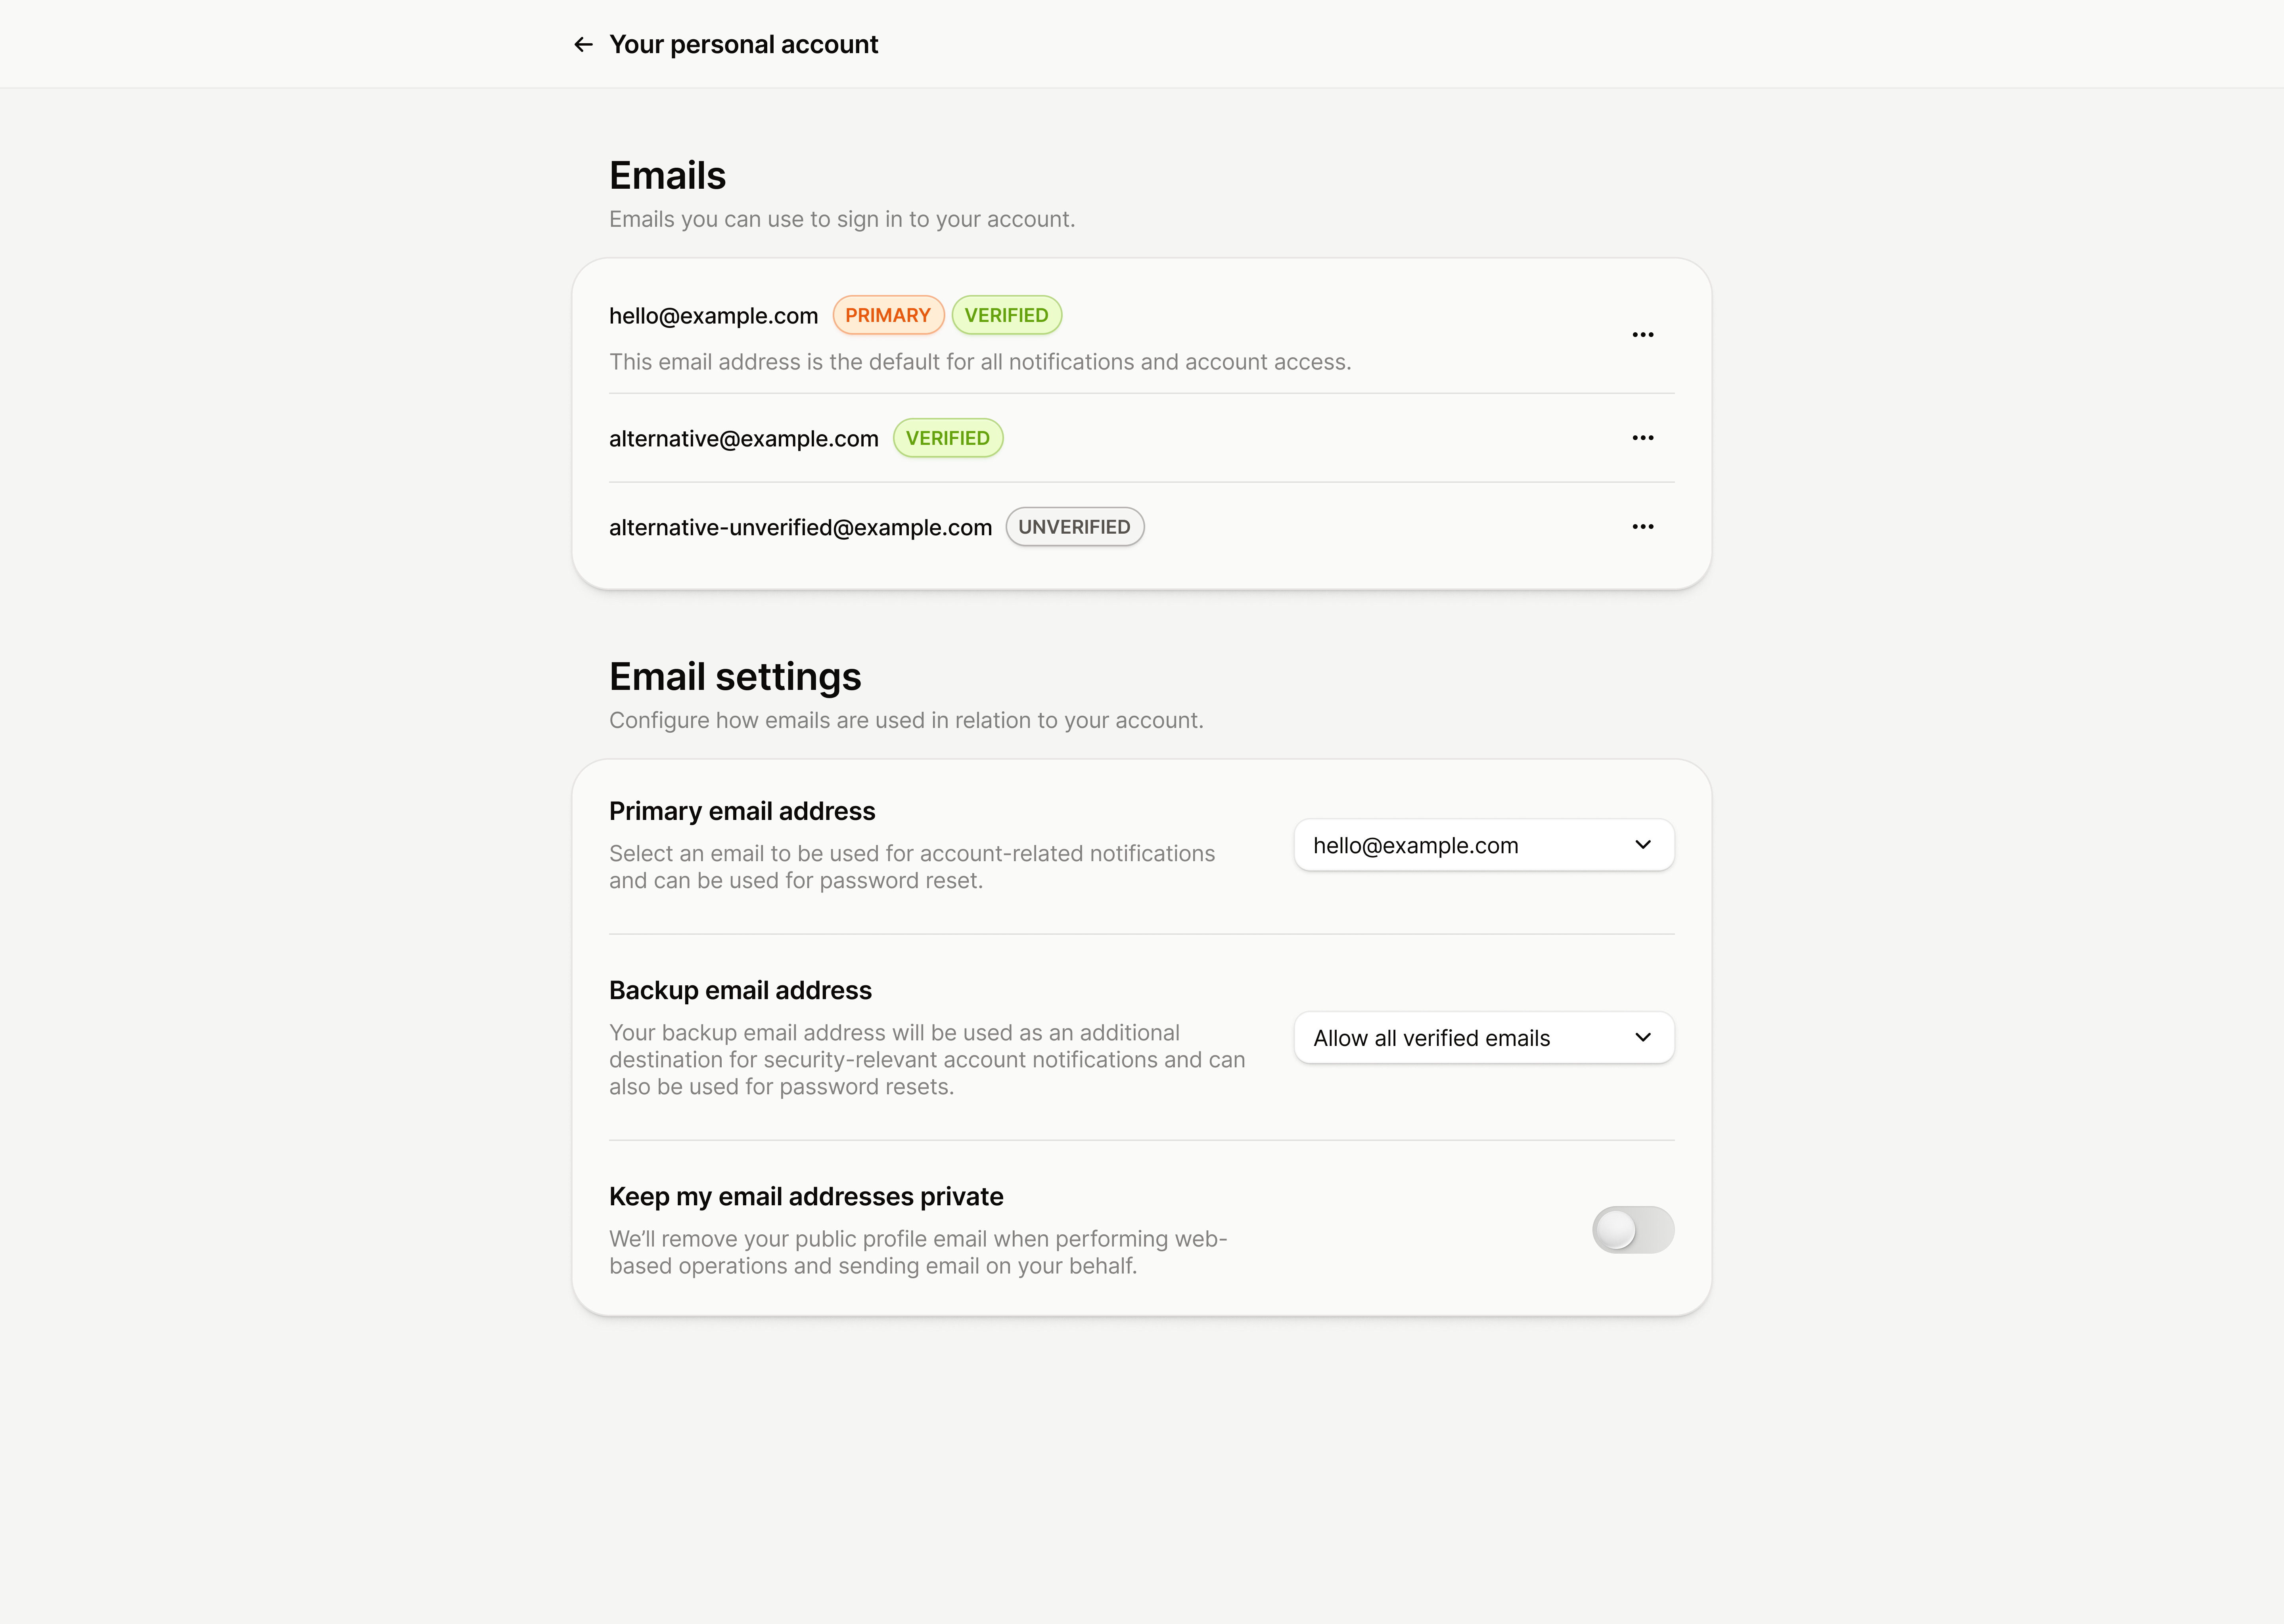 Your personal account
Emails
Emails you can use to sign in to your account.
hello@example.com PRIMARY VERIFIED
This email address is the default for all notifications and account access.
alternative@example.com VERIFIED
alternative-unverified@example.com UNVERIFIED
Email settings
Configure how emails are used in relation to your account.
Primary email address
Select an email to be used for account-related notifications
and can be used for password reset.
hello@example.com
Backup email address
Your backup email address will be used as an additional
destination for security-relevant account notifications and can
also be used for password resets.
Allow all verified emails
Keep my email addresses private
We’ll remove your public profile email when performing web-
based operations and sending email on your behalf.